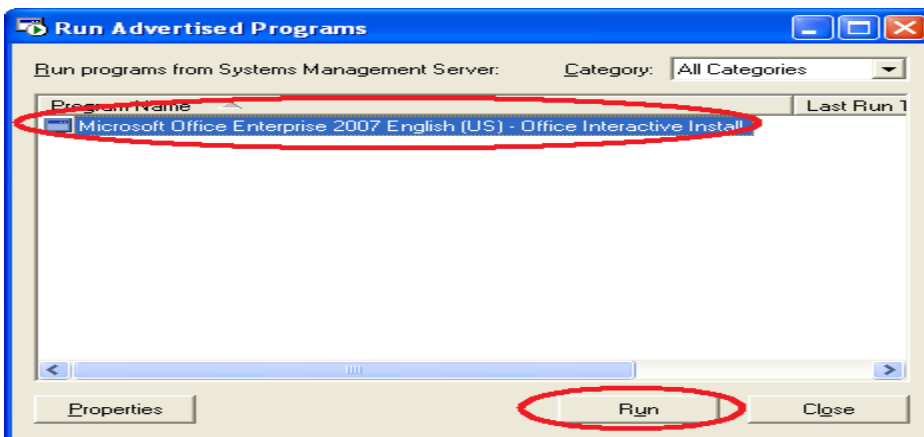 Run Advertised Programs
Run programs from Systems Management Server: Category: All Categories
Program Name Last Run T
Microsoft Office Enterprise 2007 English (US) - Office Interactive Install
Properties Run Close